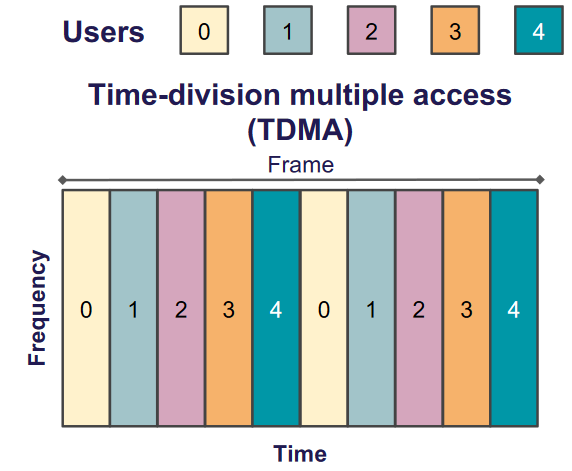 Users 0 1 2 3 4
Time-division multiple access
(TDMA)
Frame
Frequency
0 1 2 3 4 0 1 2 3 4
Time